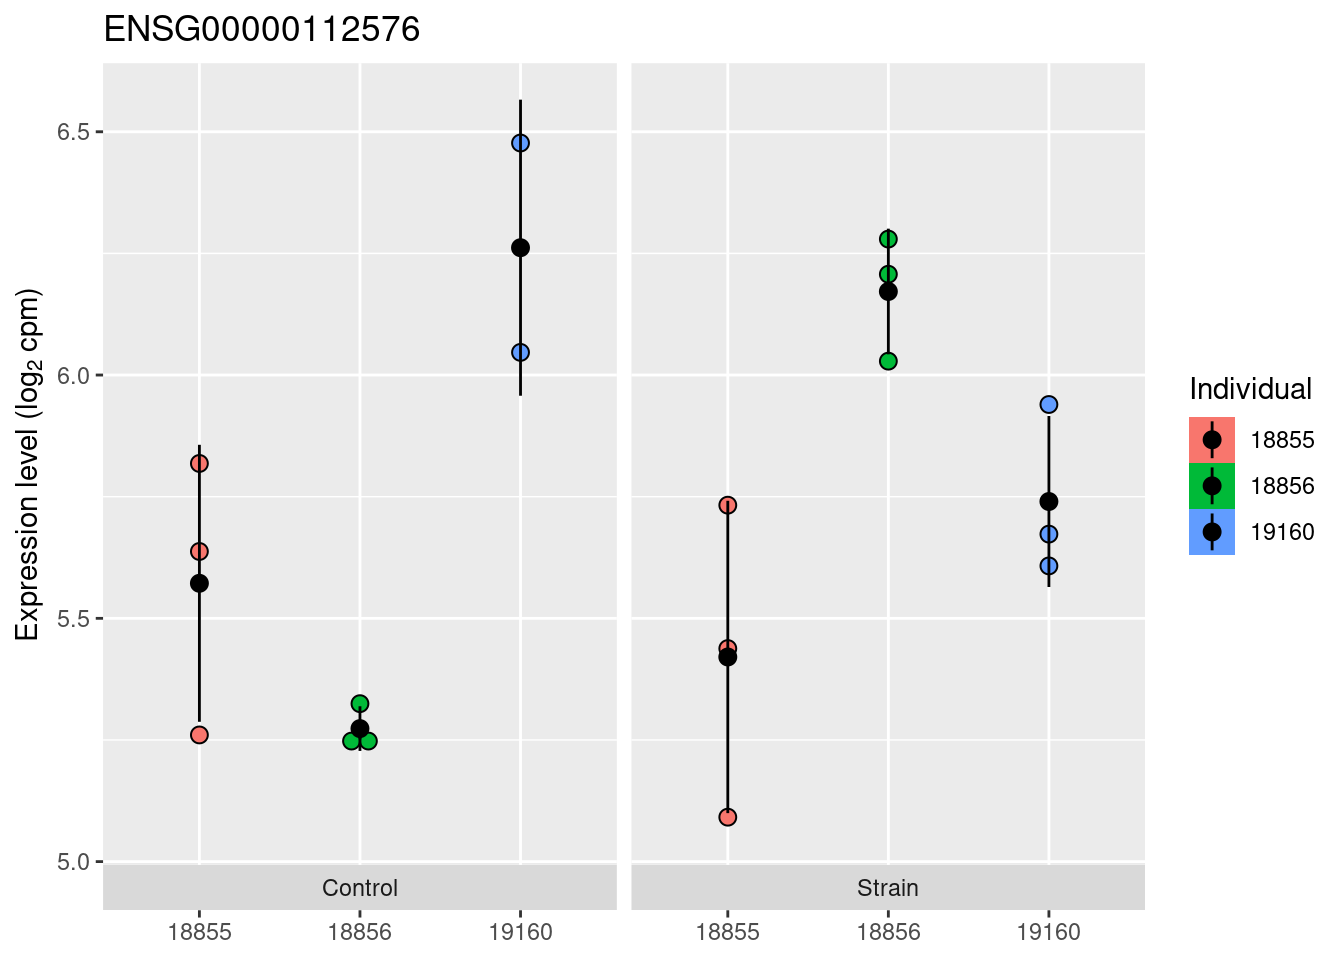 ENSG00000112576
Expression level (log2 cpm)
6.5
6.0
5.5
5.0
Control
Strain
18855
18856
19160
18855
18856
19160
Individual
18855
18856
19160